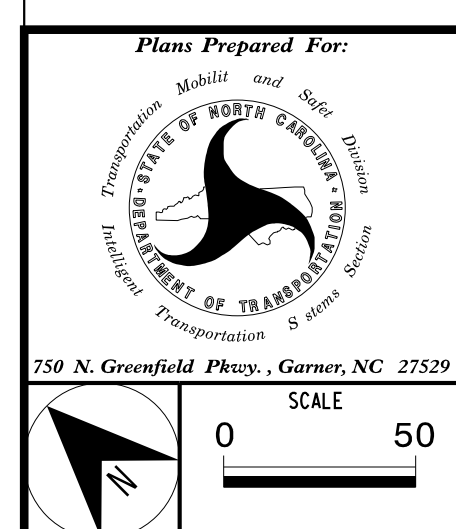 Plans Prepared For:
Transportation Mobilit and Safet Division
STATE OF NORTH CAROLINA
DEPARTMENT OF TRANSPORTATION
Intelligent Transportation S stems Section
750 N. Greenfield Pkwy. , Garner, NC 27529
SCALE
0 50
N